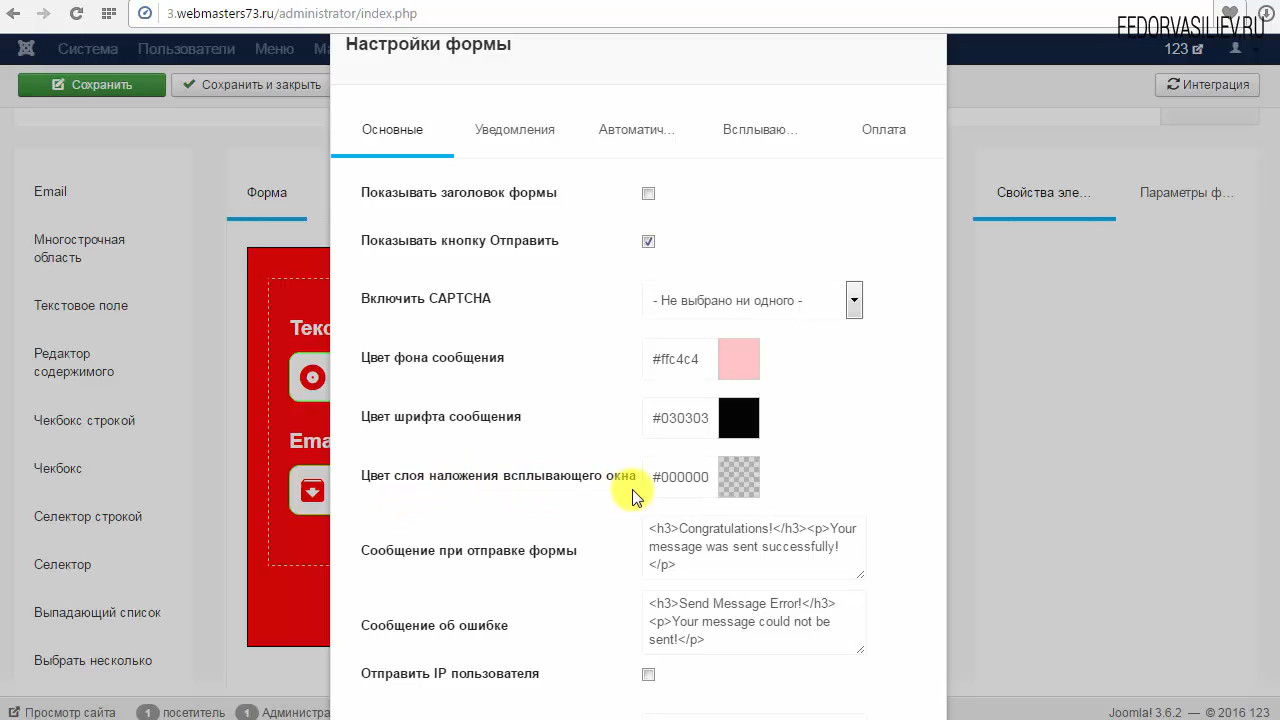 3.webmasters73.ru/administrator/index.php
FEDORVASILIEV.RU
Система Пользователи Меню
123
Сохранить
Сохранить и закрыть
Интеграция
Настройки формы
Основные
Уведомления
Автоматич...
Всплываю...
Оплата
Email
Многострочная
область
Текстовое поле
Редактор
содержимого
Чекбокс строкой
Чекбокс
Селектор строкой
Селектор
Выпадающий список
Выбрать несколько
Форма
Свойства эле...
Параметры ф...
Показывать заголовок формы
Показывать кнопку Отправить
Включить CAPTCHA
- Не выбрано ни одного -
Цвет фона сообщения
#ffc4c4
Цвет шрифта сообщения
#030303
Цвет слоя наложения всплывающего окна
#000000
Сообщение при отправке формы
<h3>Congratulations!</h3><p>Your
message was sent successfully!
</p>
Сообщение об ошибке
<h3>Send Message Error!</h3>
<p>Your message could not be
sent!</p>
Отправить IP пользователя
Просмотр сайта
1 посетитель
1 Администра
Joomla! 3.6.2 — © 2016 123